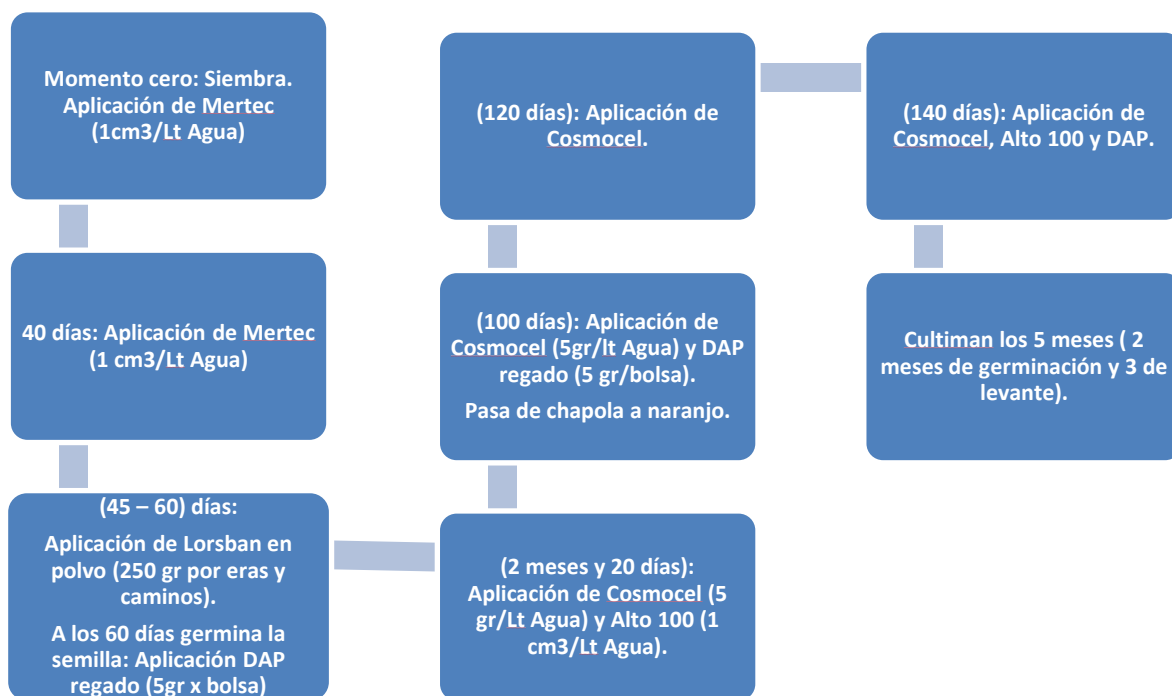 Momento cero: Siembra.
Aplicación de Mertec
(1cm3/Lt Agua)
40 días: Aplicación de Mertec
(1 cm3/Lt Agua)
(45 – 60) días:
Aplicación de Lorsban en
polvo (250 gr por eras y
caminos).
A los 60 días germina la
semilla: Aplicación DAP
regado (5gr x bolsa)
(2 meses y 20 días):
Aplicación de Cosmocel (5
gr/Lt Agua) y Alto 100 (1
cm3/Lt Agua).
(100 días): Aplicación de
Cosmocel (5gr/lt Agua) y DAP
regado (5 gr/bolsa).
Pasa de chapola a naranjo.
(120 días): Aplicación de
Cosmocel.
(140 días): Aplicación de
Cosmocel, Alto 100 y DAP.
Cultiman los 5 meses ( 2
meses de germinación y 3 de
levante).